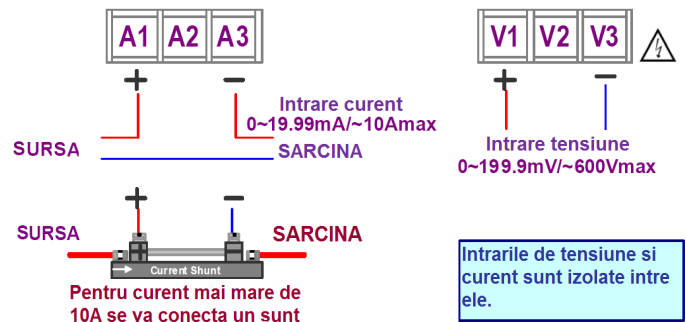 A1 A2 A3
V1 V2 V3
+ −
+ −
Intrare curent
0~19.99mA/~10Amax
SURSA
SARCINA
Intrare tensiune
0~199.9mV/~600Vmax
+ −
SURSA
SARCINA
Current Shunt
Pentru curent mai mare de
10A se va conecta un sunt
Intrarile de tensiune si
curent sunt izolate intre
ele.